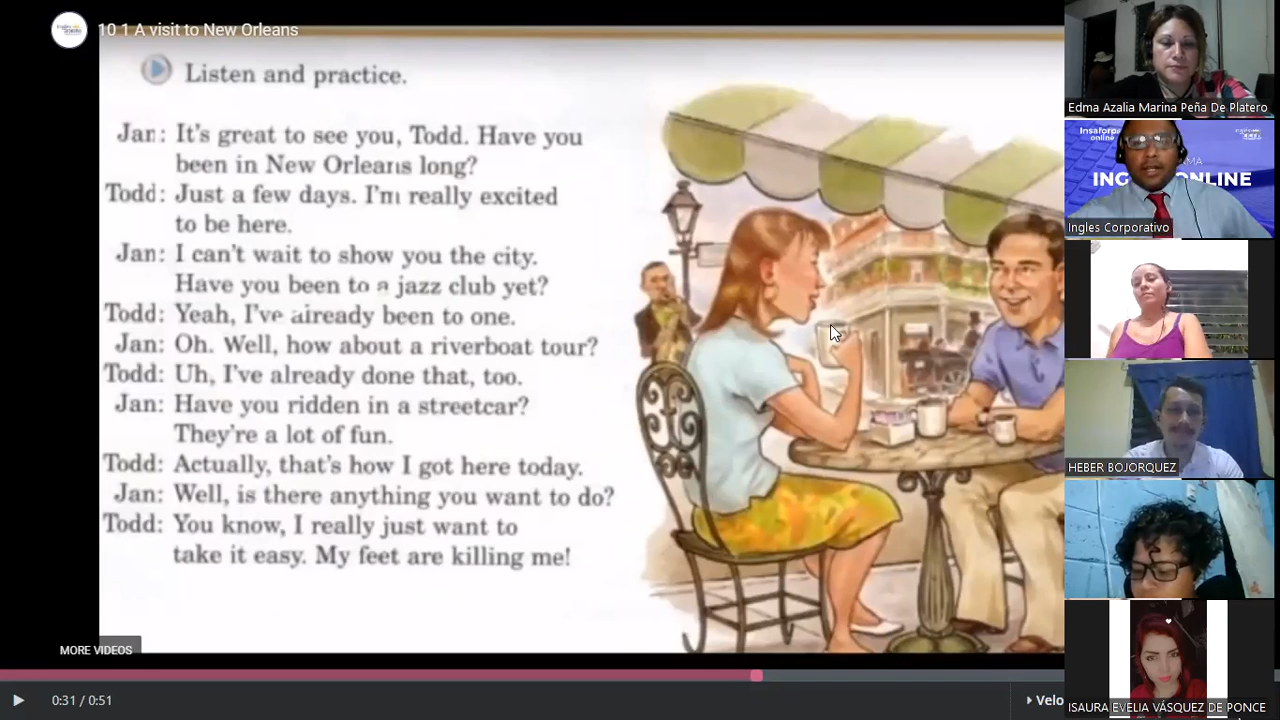 10 1 A visit to New Orleans
Listen and practice.
Jan: It's great to see you, Todd. Have you
been in New Orleans long?
Todd: Just a few days. I'm really excited
to be here.
Jan: I can't wait to show you the city.
Have you been to a jazz club yet?
Todd: Yeah, I've already been to one.
Jan: Oh. Well, how about a riverboat tour?
Todd: Uh, I've already done that, too.
Jan: Have you ridden in a streetcar?
They're a lot of fun.
Todd: Actually, that's how I got here today.
Jan: Well, is there anything you want to do?
Todd: You know, I really just want to
take it easy. My feet are killing me!
MORE VIDEOS
0:31 / 0:51
Velo
Edma Azalia Marina Peña De Platero
Insaforp
online
ING
ONLINE
Ingles Corporativo
HEBER BOJORQUEZ
ISAURA EVELIA VÁSQUEZ DE PONCE